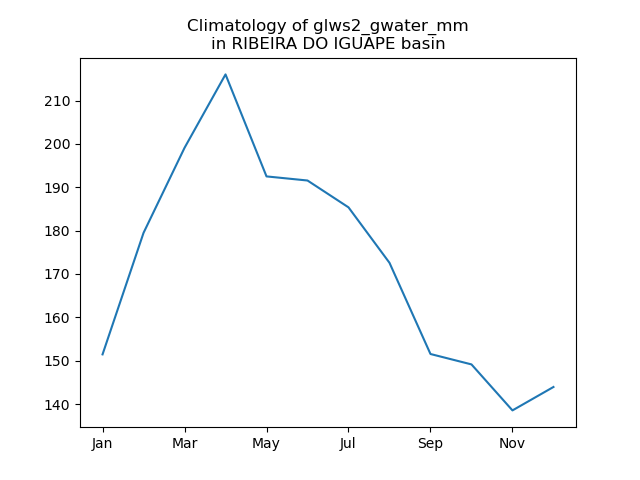 Climatology of glws2_gwater_mm
in RIBEIRA DO IGUAPE basin
210
200
190
180
170
160
150
140
Jan Mar May Jul Sep Nov